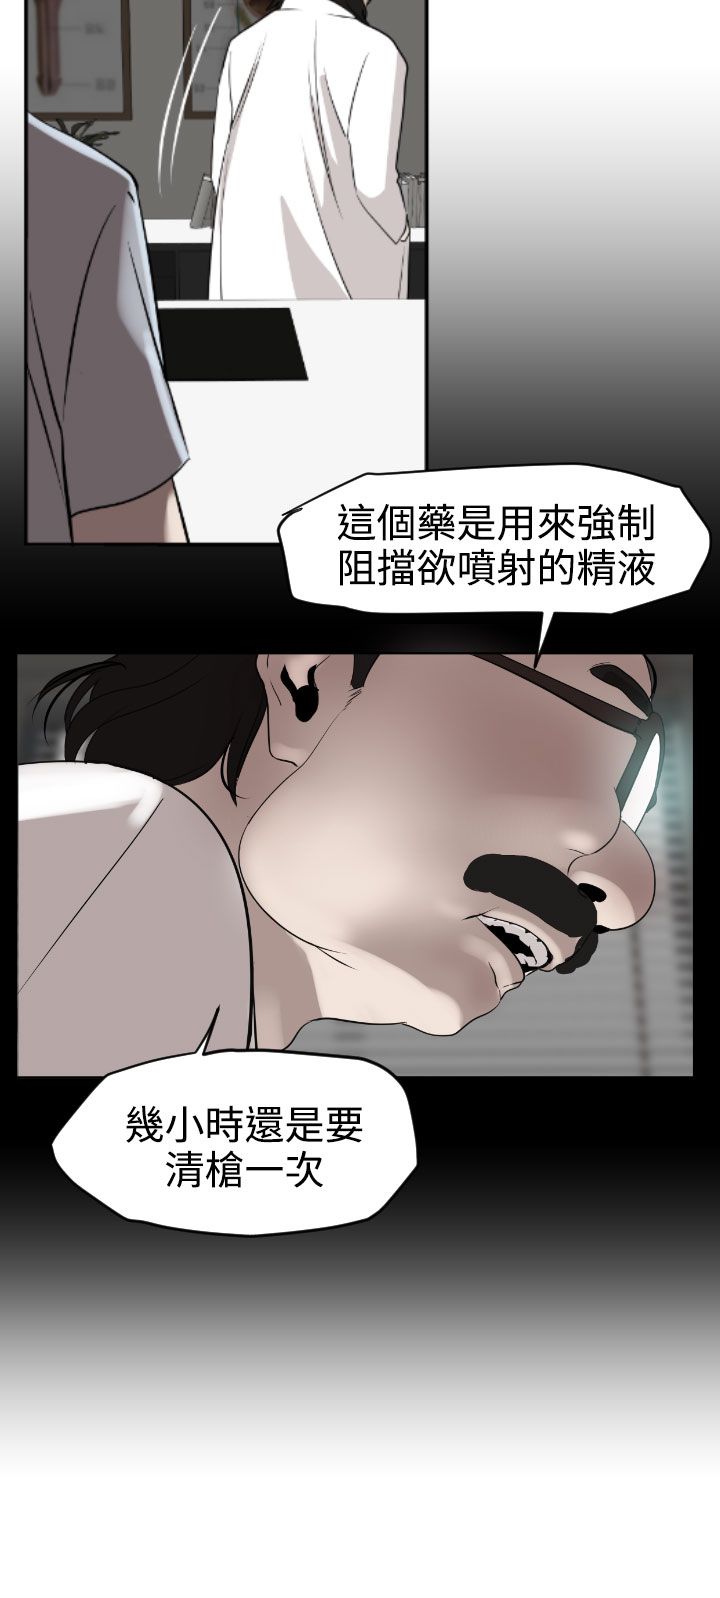 這個藥是用來強制
阻擋欲噴射的精液
幾小時還是要
清槍一次